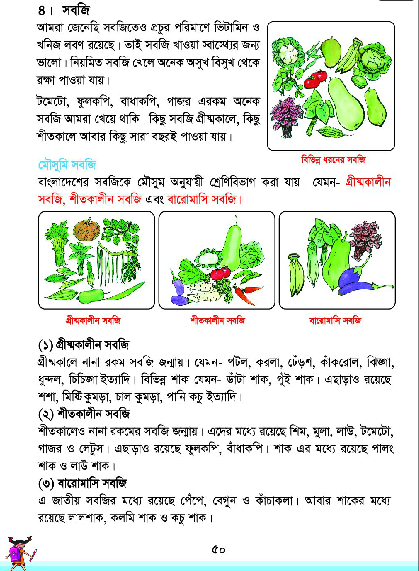 ৪। সবজি
আমরা জেনেছি সবজিতেও প্রচুর পরিমাণে ভিটামিন ও
খনিজ লবণ রয়েছে। তাই সবজি খাওয়া স্বাস্থ্যের জন্য
ভালো। নিয়মিত সবজি খেলে অনেক অসুখ বিসুখ থেকে
রক্ষা পাওয়া যায়।
টমেটো, ফুলকপি, বাধাকপি, গাজর এরকম অনেক
সবজি আমরা খেয়ে থাকি কিছু সবজি গ্রীষ্মকালে, কিছু
শীতকালে আবার কিছু সারা বছরই পাওয়া যায়।
বিভিন্ন ধরনের সবজি
মৌসুমি সবজি
বাংলাদেশের সবজিকে মৌসুম অনুযায়ী শ্রেণিবিভাগ করা যায় যেমন- গ্রীষ্মকালীন
সবজি, শীতকালীন সবজি এবং বারোমাসি সবজি।
গ্রীষ্মকালীন সবজি
শীতকালীন সবজি
বারোমাসি সবজি
(১) গ্রীষ্মকালীন সবজি
গ্রীষ্মকালে নানা রকম সবজি জন্মায়। যেমন- পটল, করলা, ঢেঁড়শ, কাঁকরোল, ঝিঙ্গা,
ধুন্দল, চিচিঙ্গা ইত্যাদি। বিভিন্ন শাক যেমন- ডাঁটা শাক, পুঁই শাক। এছাড়াও রয়েছে
শশা, মিষ্টি কুমড়া, চাল কুমড়া, পানি কচু ইত্যাদি।
(২) শীতকালীন সবজি
শীতকালেও নানা রকমের সবজি জন্মায়। এদের মধ্যে রয়েছে শিম, মুলা, লাউ, টমেটো,
গাজর ও লেটুস। এছাড়াও রয়েছে ফুলকপি, বাঁধাকপি। শাক এর মধ্যে রয়েছে পালং
শাক ও লাউ শাক।
(৩) বারোমাসি সবজি
এ জাতীয় সবজির মধ্যে রয়েছে পেঁপে, বেগুন ও কাঁচাকলা। আবার শাকের মধ্যে
রয়েছে লালশাক, কলমি শাক ও কচু শাক।
৫০